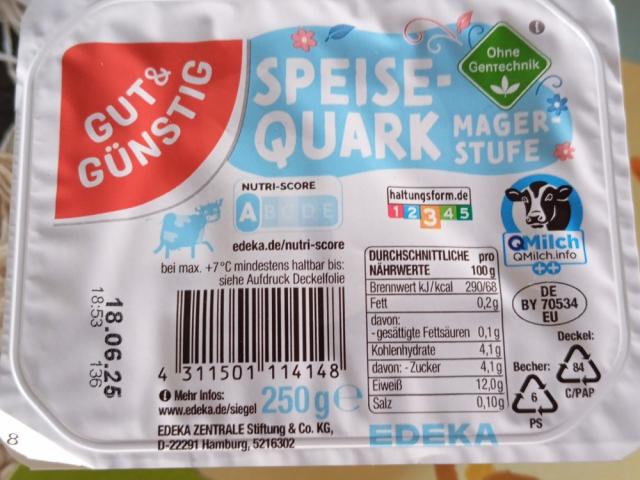 GUT&
GÜNSTIG
SPEISE-
QUARK
MAGER
STUFE
Ohne
Gentechnik
NUTRI-SCORE
A B C D E
edeka.de/nutri-score
bei max. +7°C mindestens haltbar bis:
siehe Aufdruck Deckelfolie
haltungsform.de
1 2 3 4 5
QMilch
QMilch.info
++
DURCHSCHNITTLICHE pro
NÄHRWERTE 100 g
Brennwert kJ/kcal 290/68
Fett 0,2g
davon:
- gesättigte Fettsäuren 0,1g
Kohlenhydrate 4,1g
davon: - Zucker 4,1g
Eiweiß 12,0g
Salz 0,10g
DE
BY 70534
EU
Deckel:
84
C/PAP
Becher:
6
PS
18.06.25
18:53 136
4 311501 114148
i Mehr Infos:
www.edeka.de/siegel
250 g e
EDEKA ZENTRALE Stiftung & Co. KG,
D-22291 Hamburg, 5216302
EDEKA
8